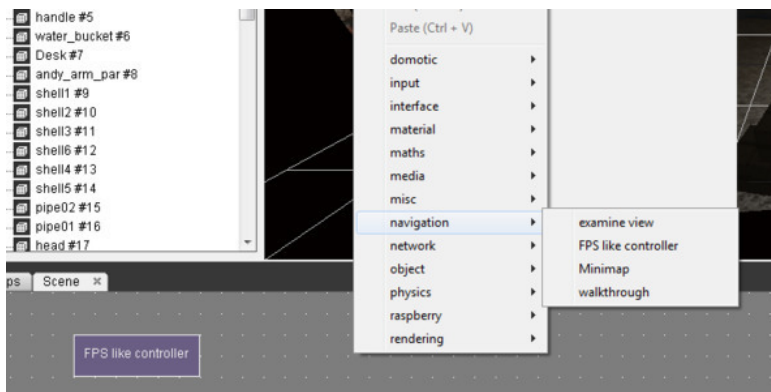 handle #5
water_bucket #6
Desk #7
andy_arm_par #8
shell1 #9
shell2 #10
shell3 #11
shell6 #12
shell4 #13
shell5 #14
pipe02 #15
pipe01 #16
head #17
Paste (Ctrl + V)
domotic
input
interface
material
maths
media
misc
navigation
network
object
physics
raspberry
rendering
examine view
FPS like controller
Minimap
walkthrough
ps
Scene ×
FPS like controller